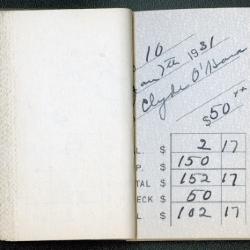 10
Jan 7th 1931
Clyde O'Hara
$50 xx
L. $ 2 17
P. $ 150
TAL $ 152 17
ECK $ 50
L $ 102 17